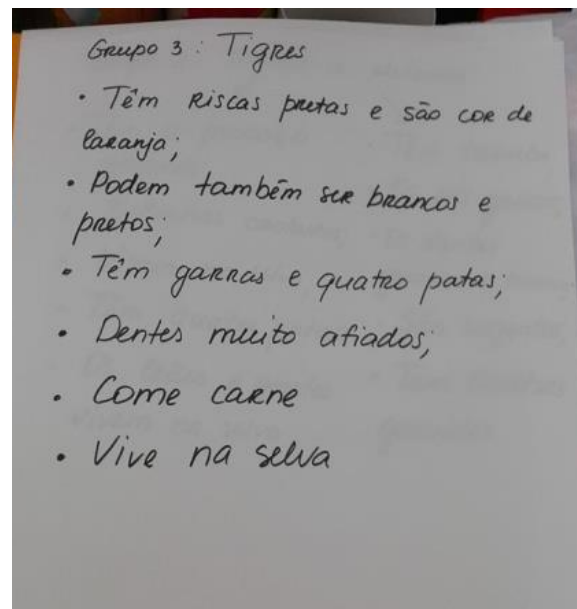 Grupo 3: Tigres
• Têm riscas pretas e são cor de
laranja;
• Podem também ser brancos e
pretos;
• Têm garras e quatro patas;
• Dentes muito afiados;
• Come carne
• Vive na selva